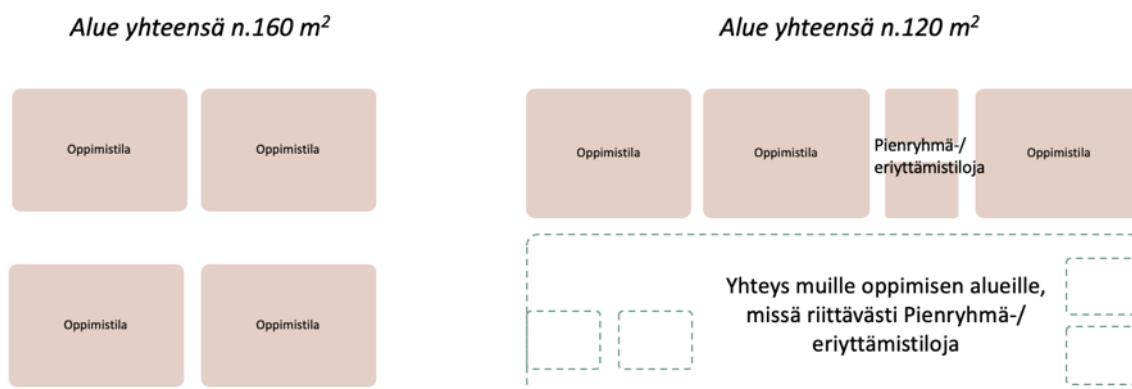 Alue yhteensä n.160 m²
Alue yhteensä n.120 m²
Oppimistila
Oppimistila
Oppimistila
Oppimistila
Pienryhmä-/
eriyttämistiloja
Oppimistila
Oppimistila
Oppimistila
Yhteys muille oppimisen alueille,
missä riittävästi Pienryhmä-/
eriyttämistiloja